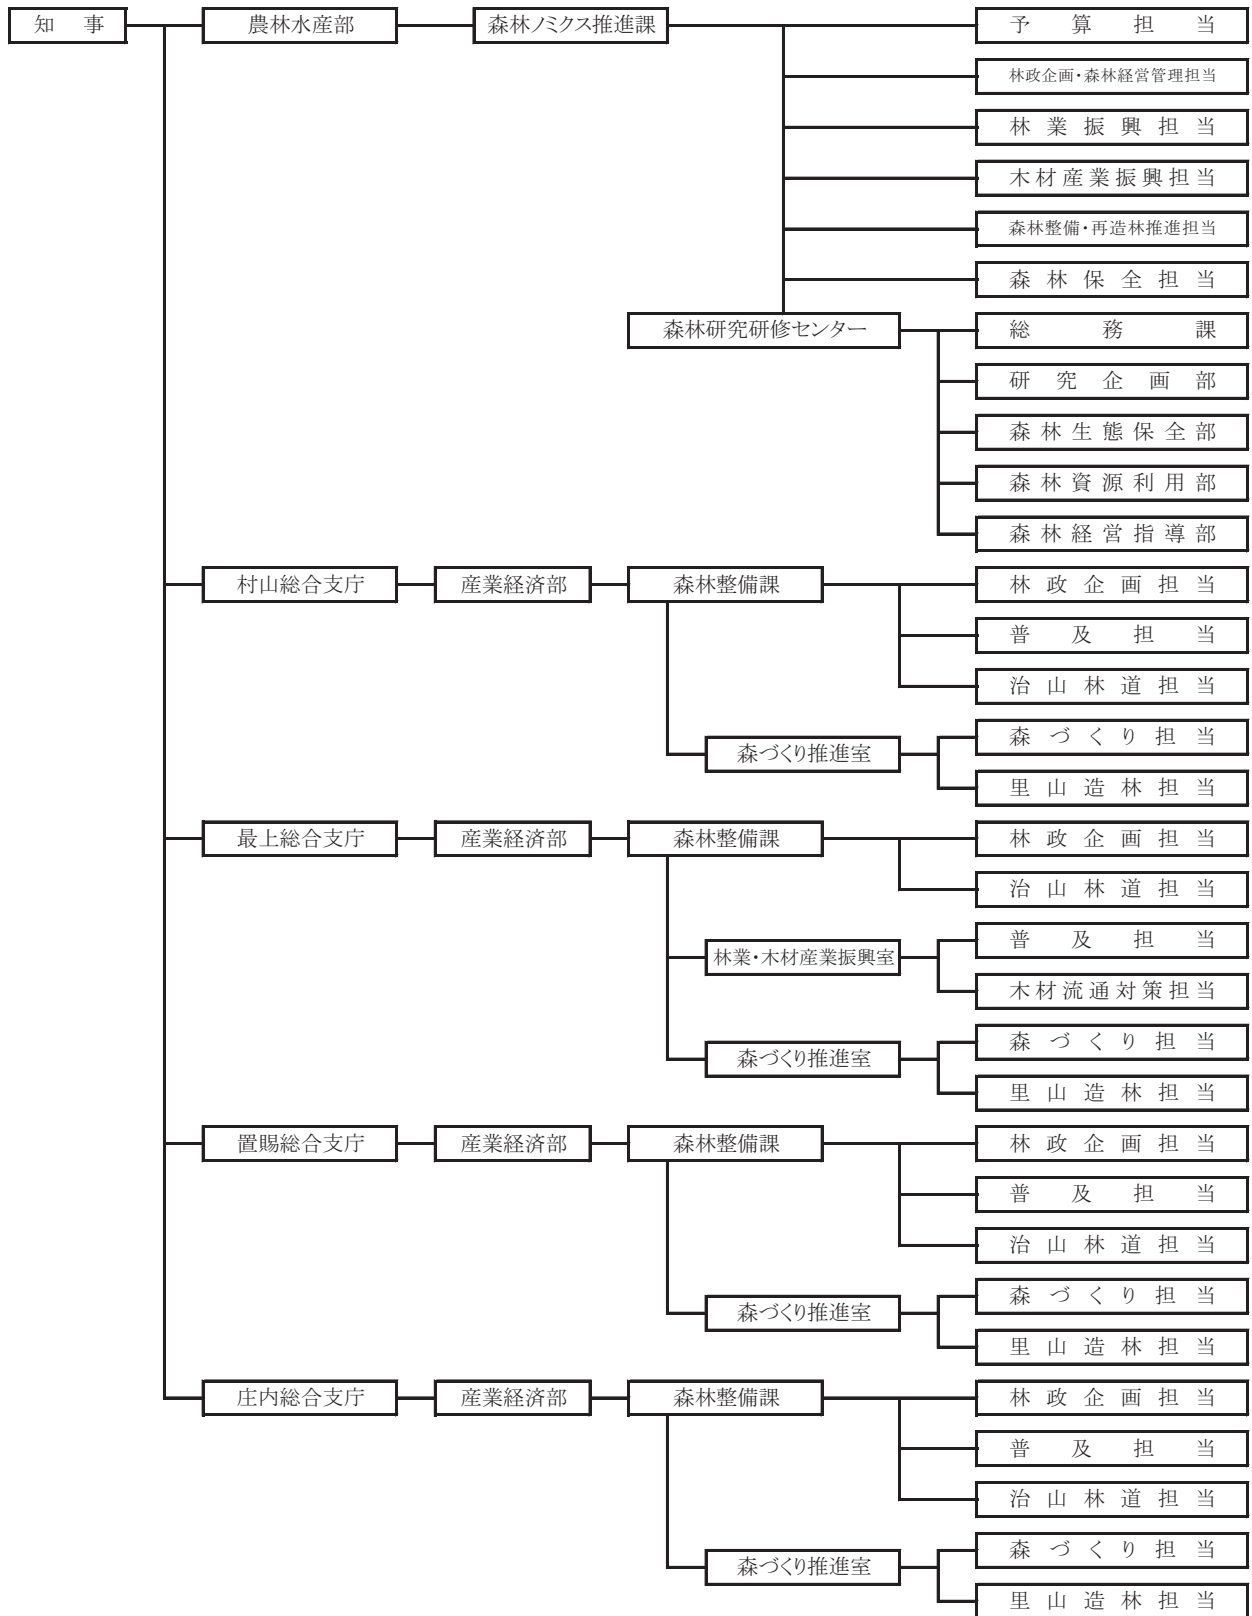 知事 農林水産部 森林ノミクス推進課 予算担当
林政企画・森林経営管理担当
林業振興担当
木材産業振興担当
森林整備・再造林推進担当
森林保全担当
森林研究研修センター 総務課
研究企画部
森林生態保全部
森林資源利用部
森林経営指導部
村山総合支庁 産業経済部 森林整備課 林政企画担当
普及担当
治山林道担当
森づくり推進室 森づくり担当
里山造林担当
最上総合支庁 産業経済部 森林整備課 林政企画担当
治山林道担当
林業・木材産業振興室 普及担当
木材流通対策担当
森づくり推進室 森づくり担当
里山造林担当
置賜総合支庁 産業経済部 森林整備課 林政企画担当
普及担当
治山林道担当
森づくり推進室 森づくり担当
里山造林担当
庄内総合支庁 産業経済部 森林整備課 林政企画担当
普及担当
治山林道担当
森づくり推進室 森づくり担当
里山造林担当